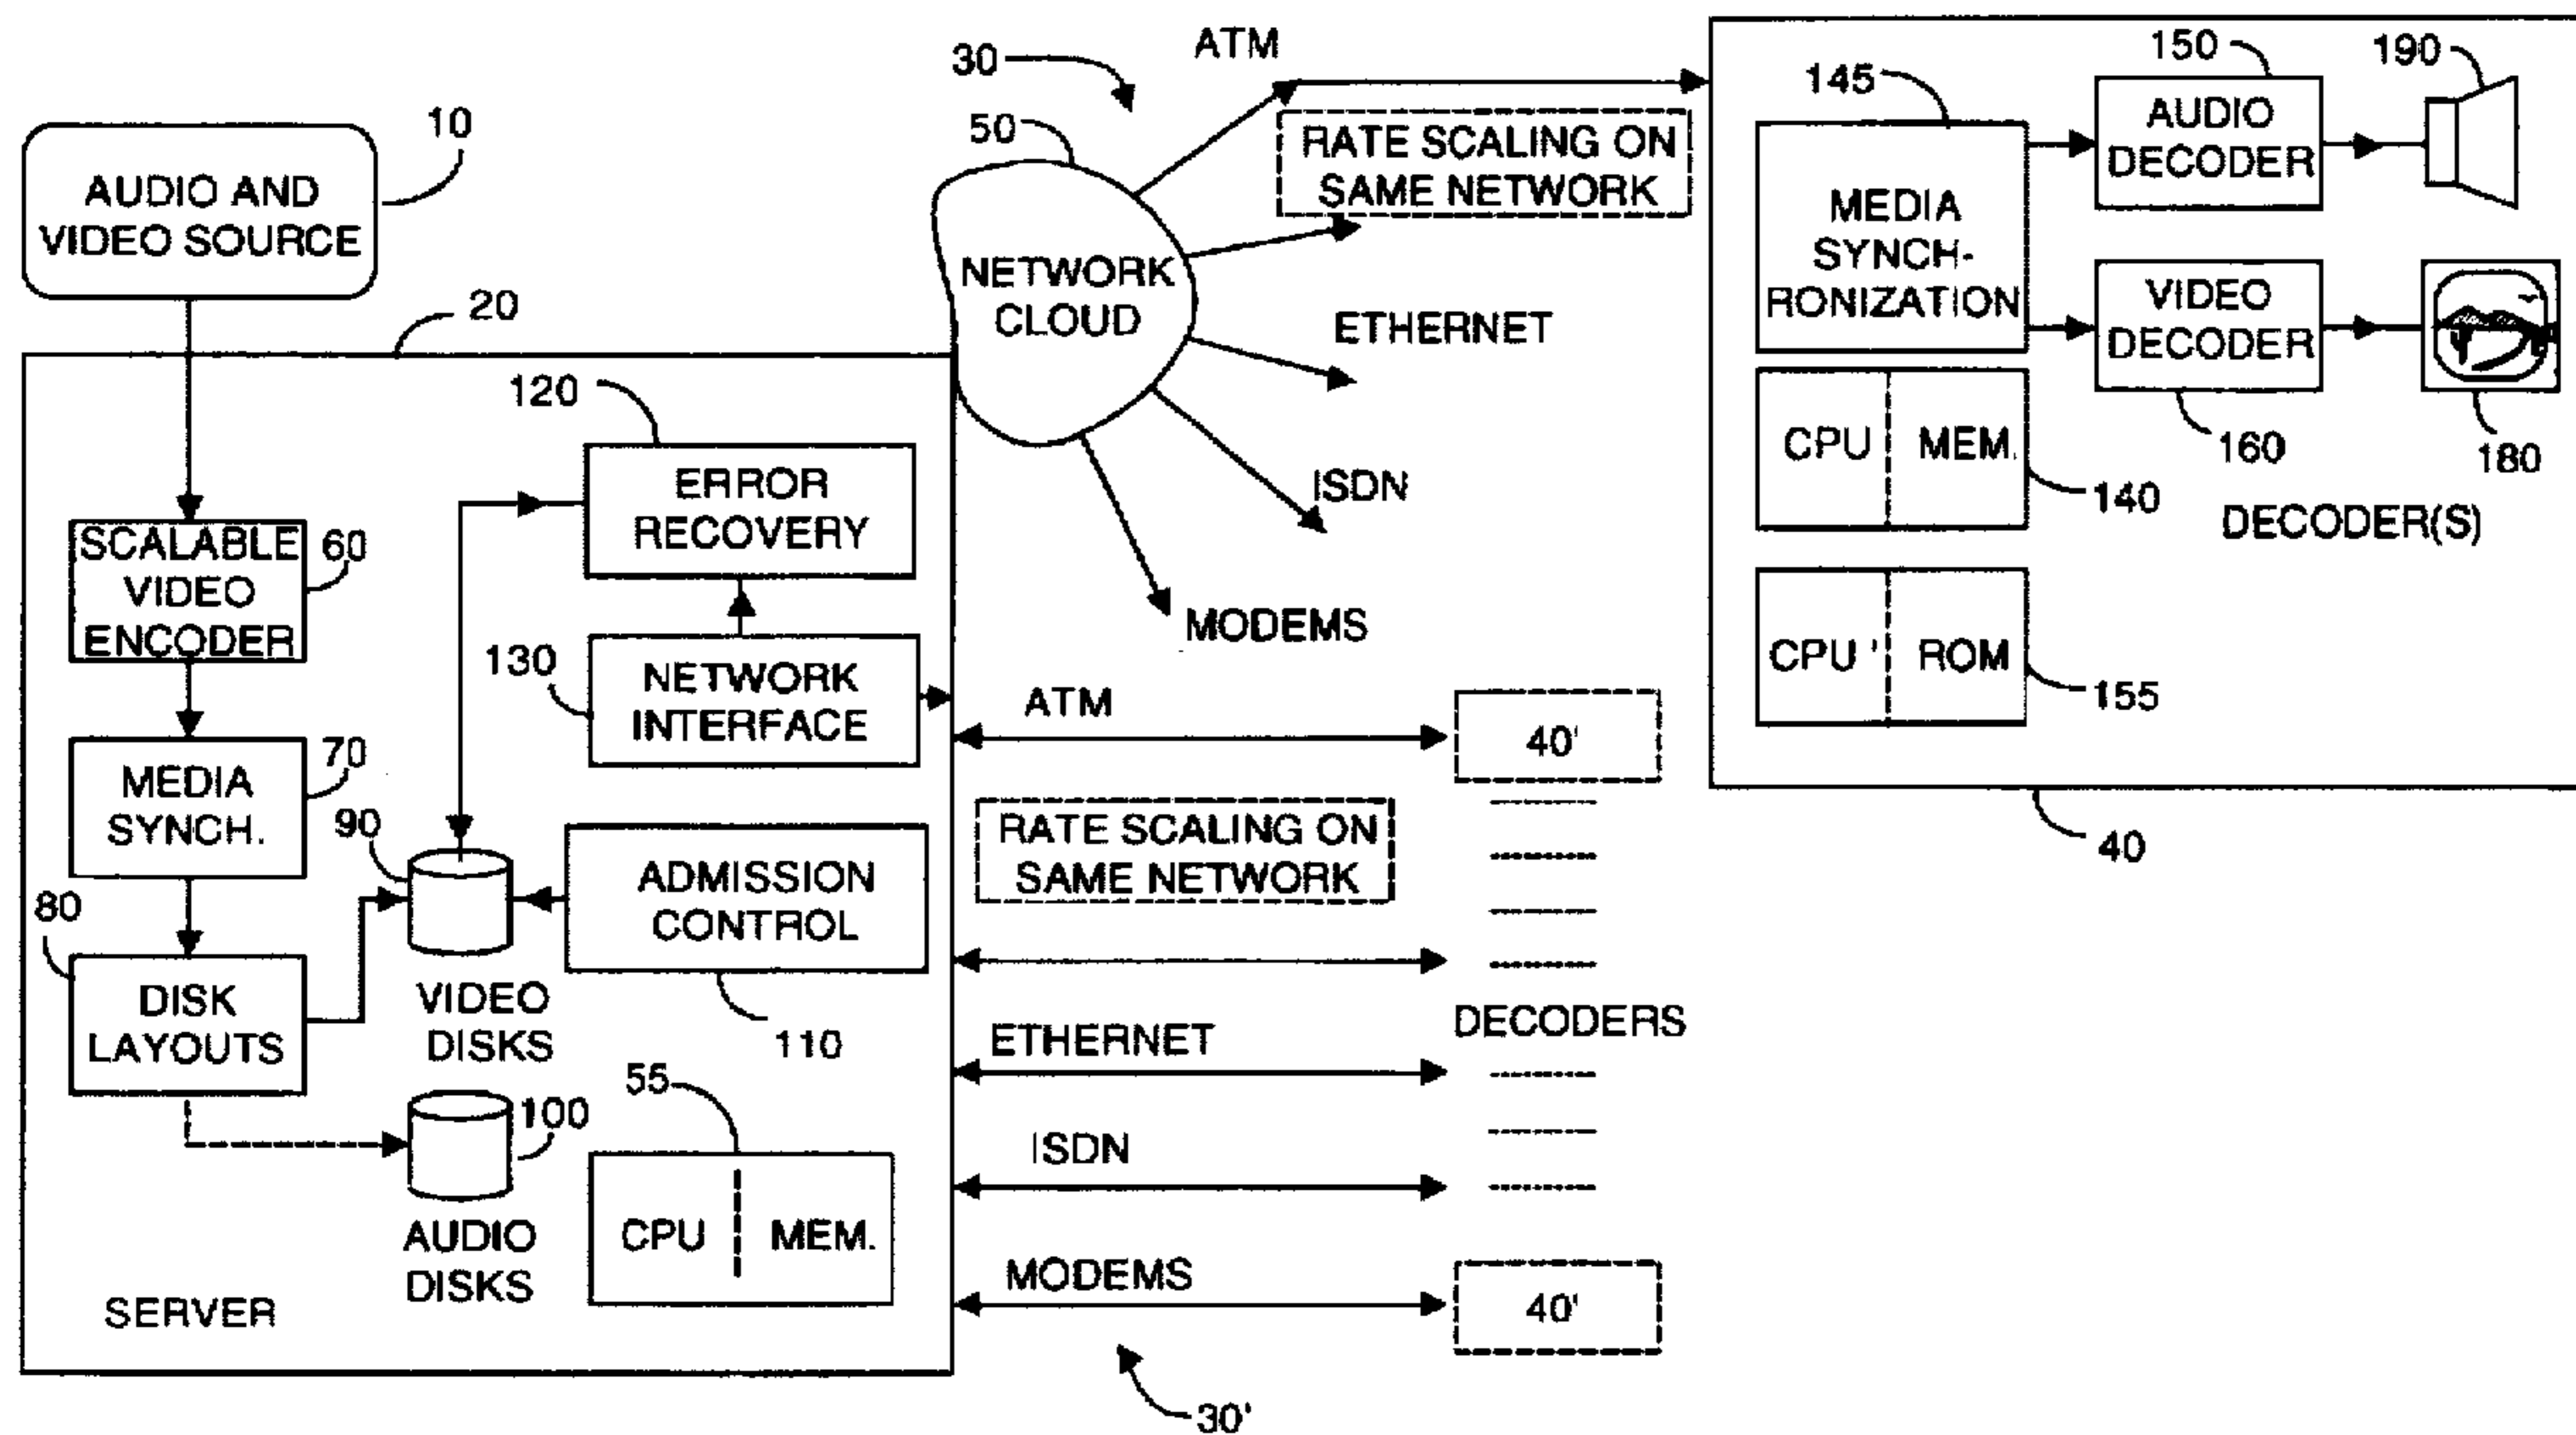 AUDIO AND
VIDEO SOURCE
10
20
SCALABLE
VIDEO
ENCODER
60
MEDIA
SYNCH.
70
80
DISK
LAYOUTS
90
VIDEO
DISKS
100
AUDIO
DISKS
SERVER
120
ERROR
RECOVERY
130
NETWORK
INTERFACE
ADMISSION
CONTROL
110
55
CPU
MEM.
30
50
NETWORK
CLOUD
ATM
RATE SCALING ON
SAME NETWORK
ETHERNET
ISDN
MODEMS
ATM
40'
RATE SCALING ON
SAME NETWORK
DECODERS
ETHERNET
ISDN
MODEMS
40'
30'
145
MEDIA
SYNCH-
RONIZATION
150
AUDIO
DECODER
190
VIDEO
DECODER
160
180
CPU
MEM.
140
DECODER(S)
CPU '
ROM
155
40